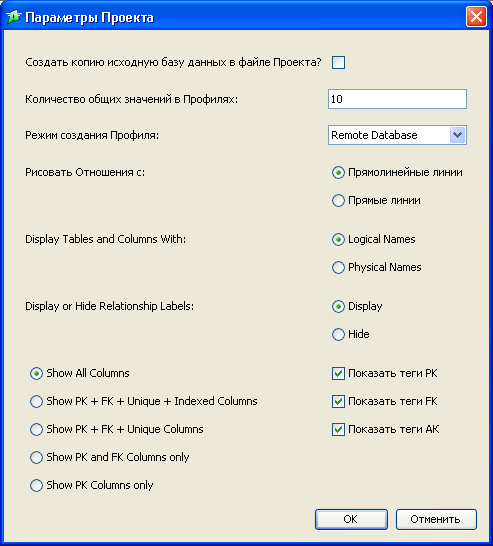 Параметры Проекта
Создать копию исходную базу данных в файле Проекта?
Количество общих значений в Профилях: 10
Режим создания Профиля: Remote Database
Рисовать Отношения с: Прямолинейные линии
Прямые линии
Display Tables and Columns With: Logical Names
Physical Names
Display or Hide Relationship Labels: Display
Hide
Show All Columns Показать теги PK
Show PK + FK + Unique + Indexed Columns Показать теги FK
Show PK + FK + Unique Columns Показать теги AK
Show PK and FK Columns only
Show PK Columns only
OK Отменить